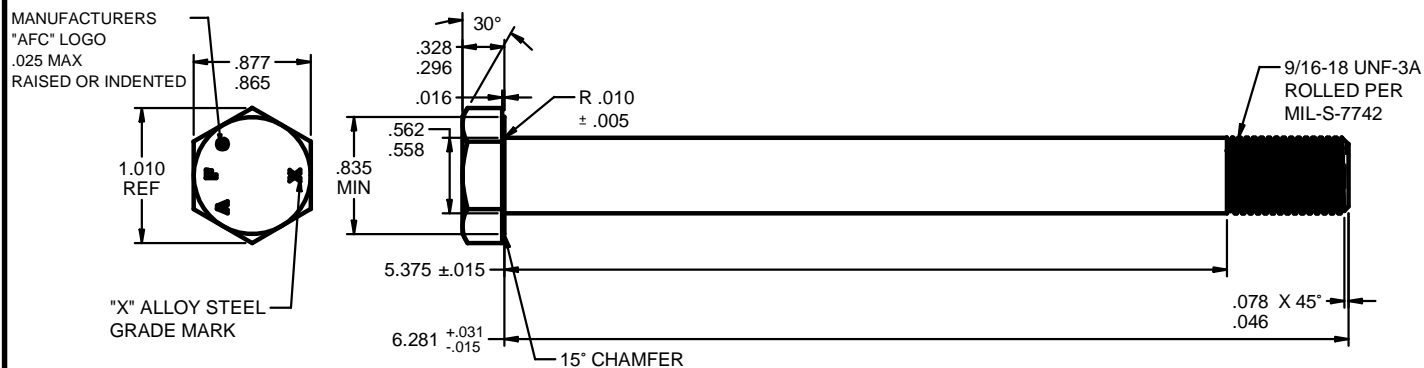 MANUFACTURERS
"AFC" LOGO
.025 MAX
RAISED OR INDENTED
.877
.865
1.010
REF
A F C
X
"X" ALLOY STEEL
GRADE MARK
30°
.328
.296
.016
R .010
± .005
.562
.558
.835
MIN
5.375 ±.015
6.281 +.031
-.015
15° CHAMFER
9/16-18 UNF-3A
ROLLED PER
MIL-S-7742
.078 X 45°
.046